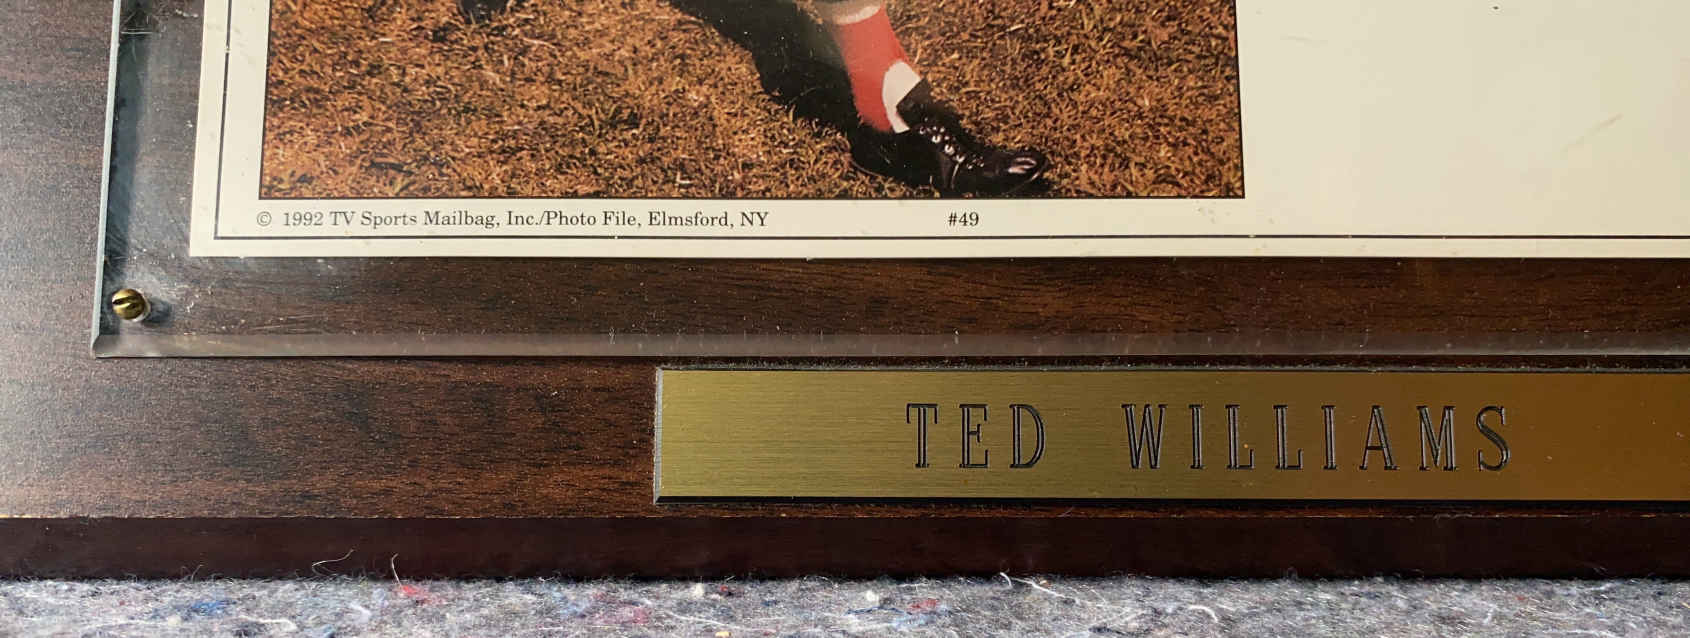 © 1992 TV Sports Mailbag, Inc./Photo File, Elmsford, NY #49
TED WILLIAMS